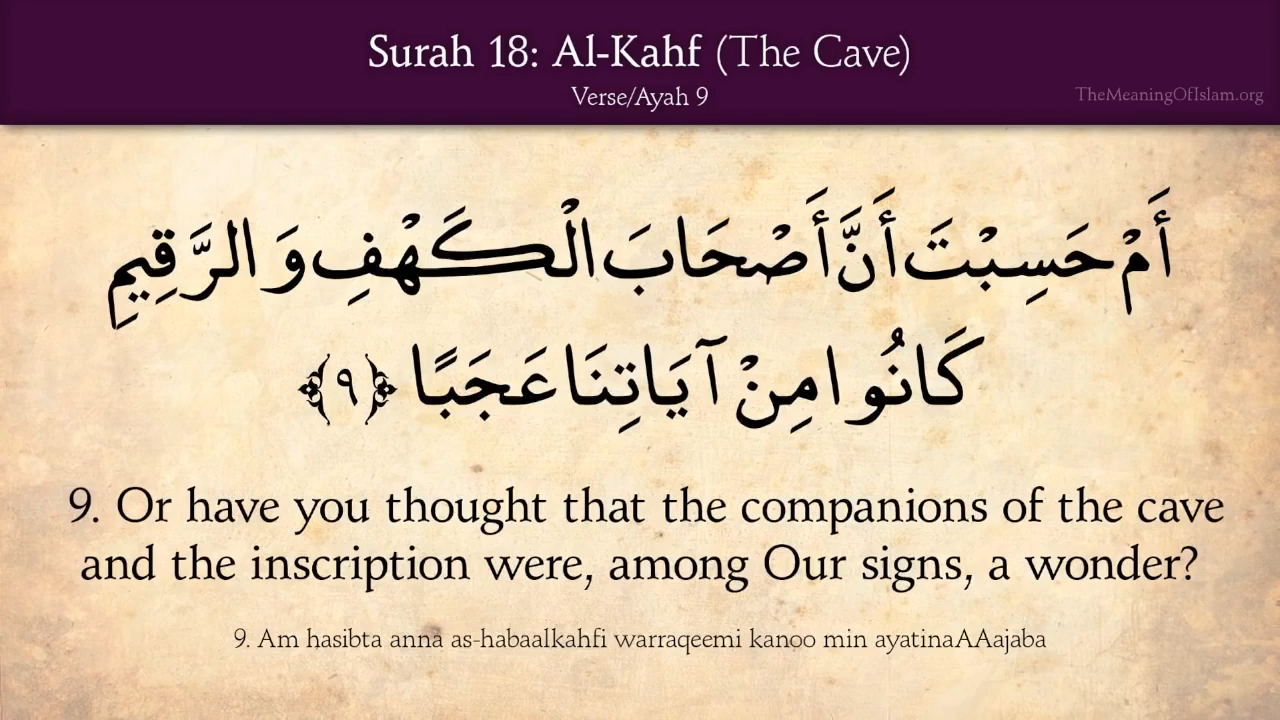 Surah 18: Al-Kahf (The Cave)
Verse/Ayah 9
TheMeaningOfIslam.org
أَمْ حَسِبْتَ أَنَّ أَصْحَابَ الْكَهْفِ وَالرَّقِيمِ
كَانُوا مِنْ آيَاتِنَا عَجَبًا ﴿٩﴾
9. Or have you thought that the companions of the cave
and the inscription were, among Our signs, a wonder?
9. Am hasibta anna as-habaalkahfi warraqeemi kanoo min ayatinaAAajaba